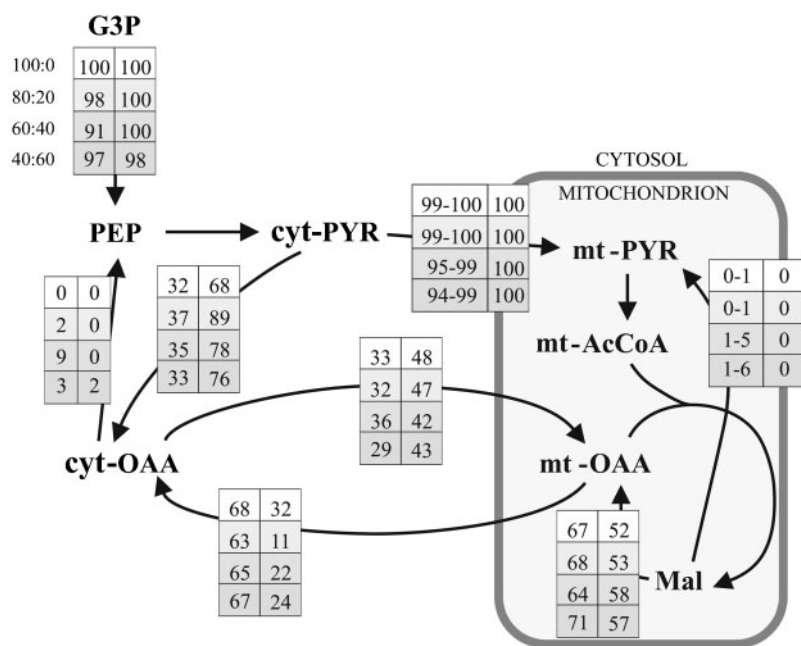 G3P
100:0 100 100
80:20 98 100
60:40 91 100
40:60 97 98
CYTOSOL
MITOCHONDRION
PEP
cyt-PYR
99-100 100
99-100 100
95-99 100
94-99 100
mt-PYR
0 0
2 0
9 0
3 2
32 68
37 89
35 78
33 76
0-1 0
0-1 0
1-5 0
1-6 0
mt-AcCoA
33 48
32 47
36 42
29 43
cyt-OAA
mt-OAA
68 32
63 11
65 22
67 24
67 52
68 53
64 58
71 57
Mal